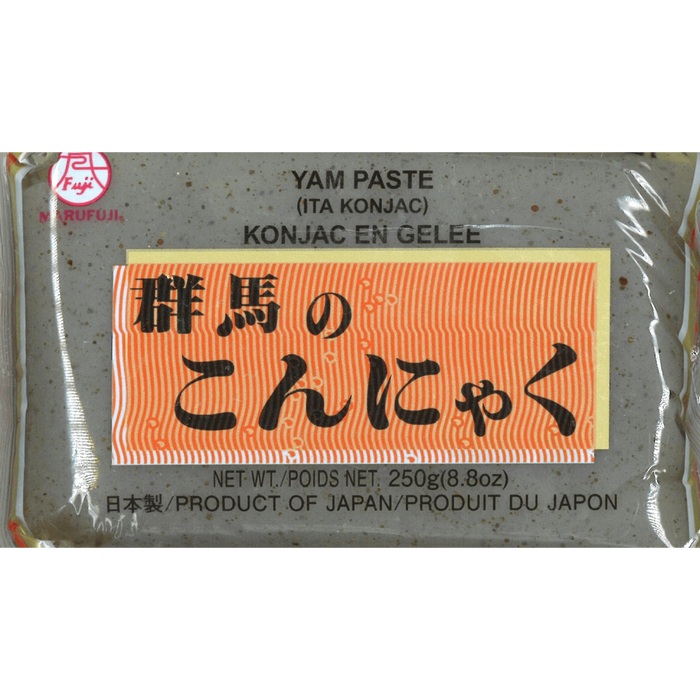 Fuji
MARUFUJI®
YAM PASTE
(ITA KONJAC)
KONJAC EN GELEE
群馬の
こんにゃく
NET WT./POIDS NET. 250g(8.8oz)
日本製/PRODUCT OF JAPAN/PRODUIT DU JAPON